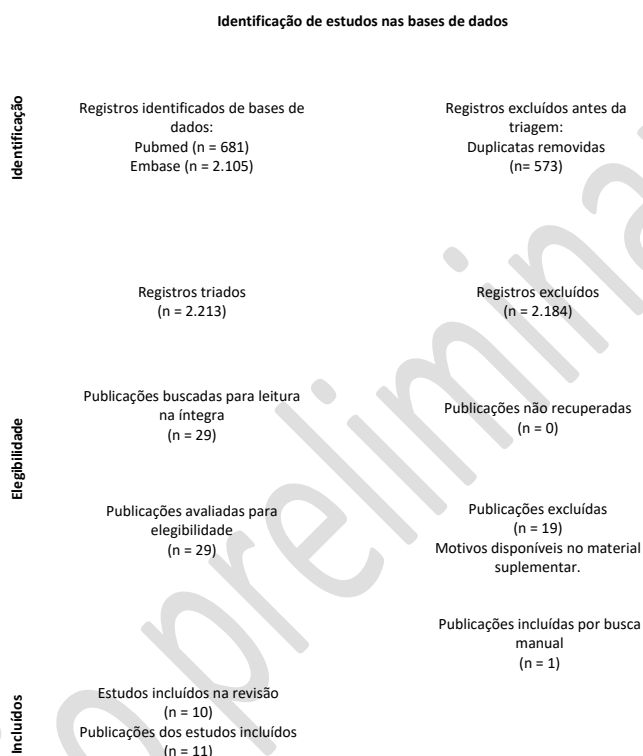 Identificação de estudos nas bases de dados
Identificação
Registros identificados de bases de
dados:
Pubmed (n = 681)
Embase (n = 2.105)
Registros excluídos antes da
triagem:
Duplicatas removidas
(n= 573)
Registros triados
(n = 2.213)
Registros excluídos
(n = 2.184)
Elegibilidade
Publicações buscadas para leitura
na íntegra
(n = 29)
Publicações não recuperadas
(n = 0)
Publicações avaliadas para
elegibilidade
(n = 29)
Publicações excluídas
(n = 19)
Motivos disponíveis no material
suplementar.
Publicações incluídas por busca
manual
(n = 1)
Incluídos
Estudos incluídos na revisão
(n = 10)
Publicações dos estudos incluídos
(n = 11)